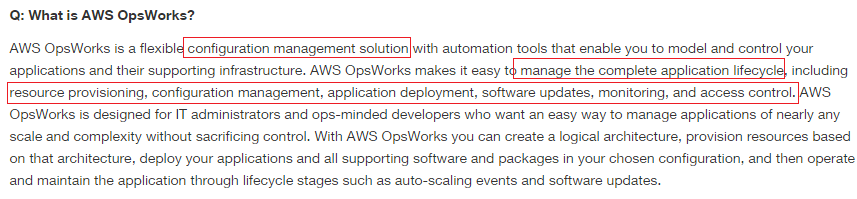 Q: What is AWS OpsWorks?
AWS OpsWorks is a flexible configuration management solution with automation tools that enable you to model and control your
applications and their supporting infrastructure. AWS OpsWorks makes it easy to manage the complete application lifecycle, including
resource provisioning, configuration management, application deployment, software updates, monitoring, and access control. AWS
OpsWorks is designed for IT administrators and ops-minded developers who want an easy way to manage applications of nearly any
scale and complexity without sacrificing control. With AWS OpsWorks you can create a logical architecture, provision resources based
on that architecture, deploy your applications and all supporting software and packages in your chosen configuration, and then operate
and maintain the application through lifecycle stages such as auto-scaling events and software updates.